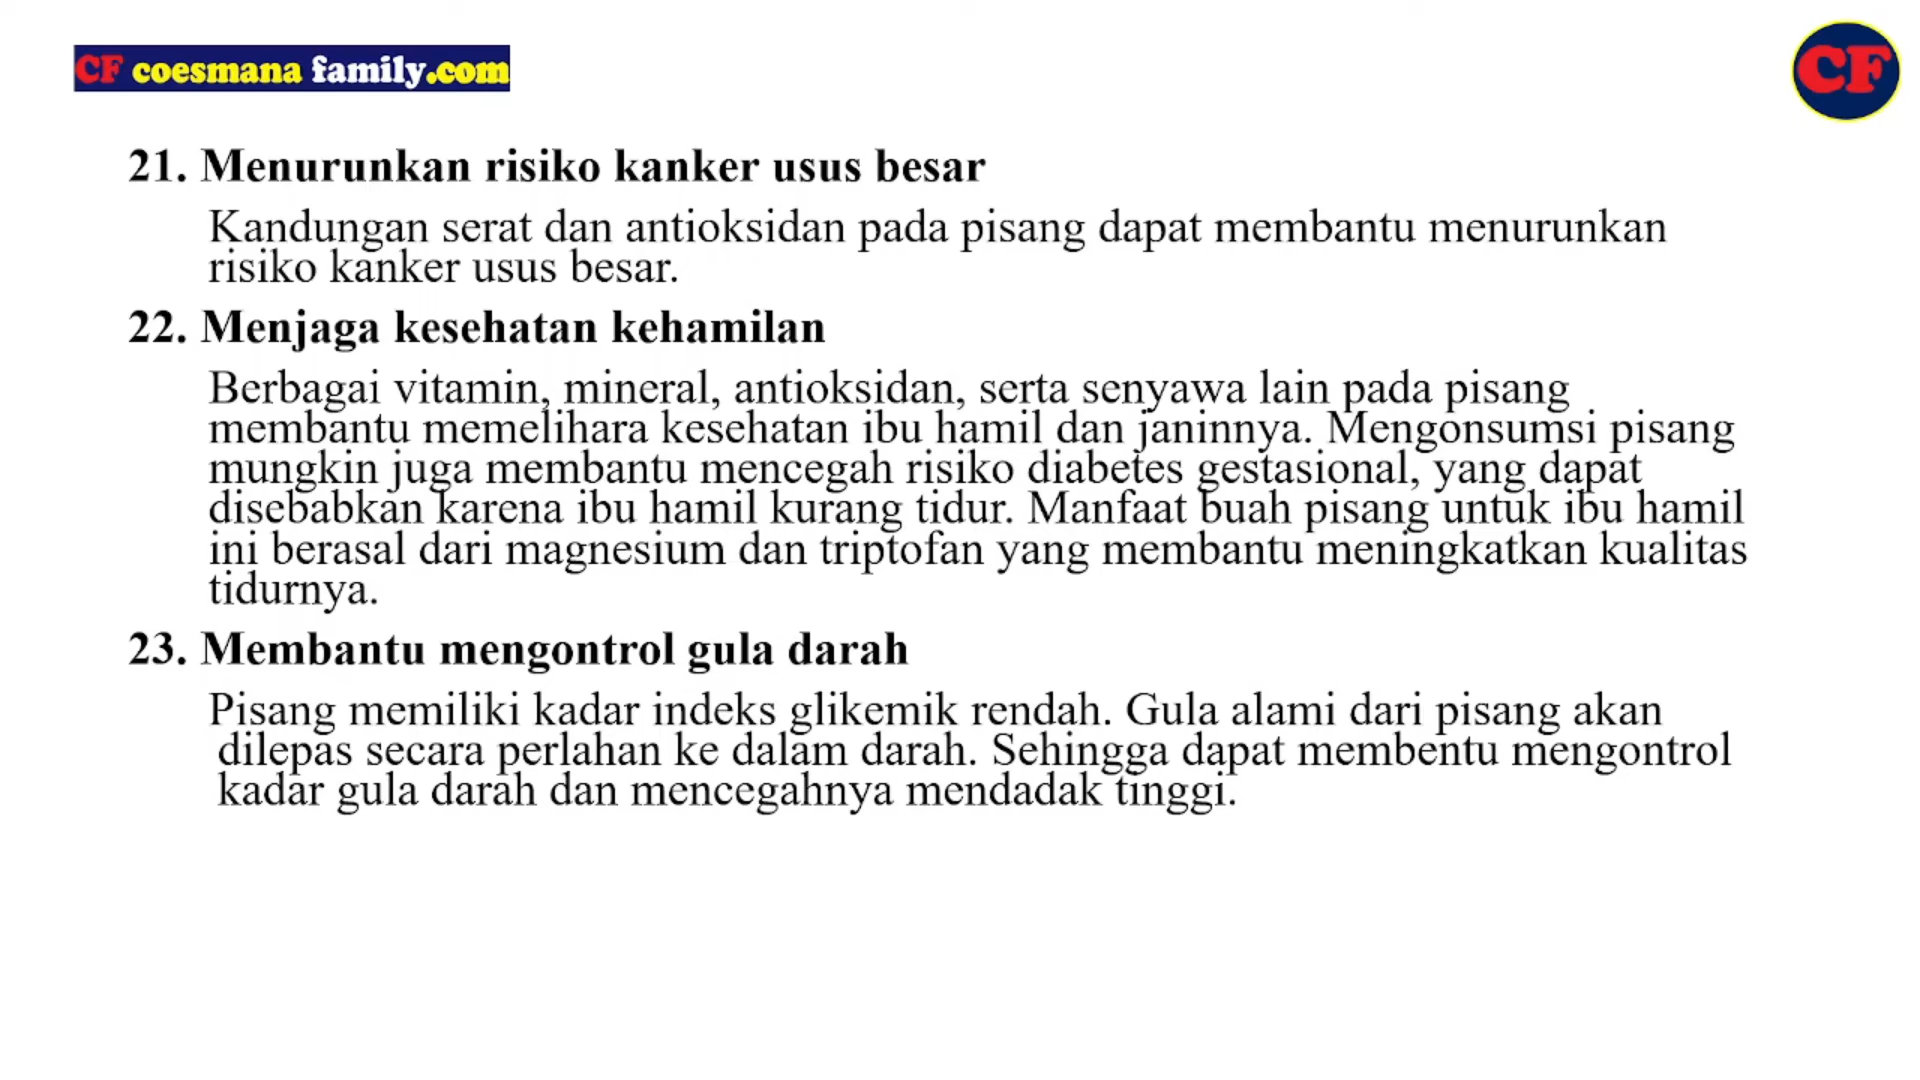 CF coesmana family.com
CF
21. Menurunkan risiko kanker usus besar
Kandungan serat dan antioksidan pada pisang dapat membantu menurunkan
risiko kanker usus besar.
22. Menjaga kesehatan kehamilan
Berbagai vitamin, mineral, antioksidan, serta senyawa lain pada pisang
membantu memelihara kesehatan ibu hamil dan janinnya. Mengonsumsi pisang
mungkin juga membantu mencegah risiko diabetes gestasional, yang dapat
disebabkan karena ibu hamil kurang tidur. Manfaat buah pisang untuk ibu hamil
ini berasal dari magnesium dan triptofan yang membantu meningkatkan kualitas
tidurnya.
23. Membantu mengontrol gula darah
Pisang memiliki kadar indeks glikemik rendah. Gula alami dari pisang akan
dilepas secara perlahan ke dalam darah. Sehingga dapat membentu mengontrol
kadar gula darah dan mencegahnya mendadak tinggi.